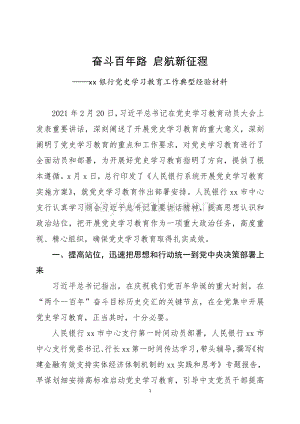 奋斗百年路 启航新征程
——xx 银行党史学习教育工作典型经验材料
2021 年 2 月 20 日，习近平总书记在党史学习教育动员大会上
发表重要讲话，深刻阐述了开展党史学习教育的重大意义，深刻
阐明了党史学习教育的重点和工作要求，对党史学习教育进行了
全面动员和部署，为开展好党史学习教育指明了方向，提供了根
本遵循。x 月 x 日，总行印发了《人民银行系统开展党史学习教育
实施方案》，就党史学习教育作出部署安排。人民银行 xx 市中心
支行认真学习领会习近平总书记重要讲话精神，提高思想认识和
政治站位，把开展党史学习教育作为一项重大政治任务，高度重
视、精心组织，确保党史学习教育取得扎实成效。
一、提高站位，迅速把思想和行动统一到党中央决策部署上
来
习近平总书记指出，在庆祝我们党百年华诞的重大时刻，在
“两个一百年”奋斗目标历史交汇的关键节点，在全党集中开展
党史学习教育，正当其时，十分必要。
人民银行 xx 市中心支行第一时间动员部署，人民银行 xx 市
中心支行党委书记、行长 xx 第一时间传达学习，带头辅导，撰写《构
建金融有效支持实体经济体制机制的 xx 实践和思考》专题报告，
早谋划细安排高标准启动党史学习教育，引导中支党员干部提高
1